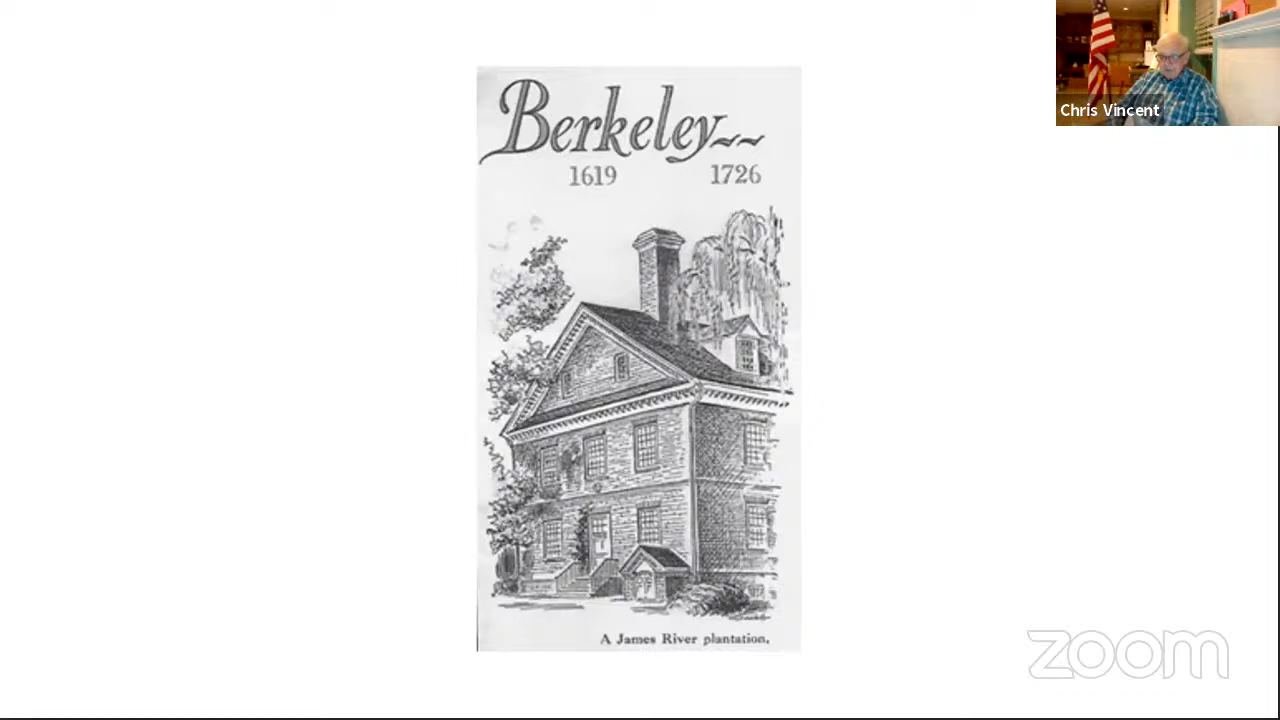 Berkeley~~
1619 1726
A James River plantation.
Chris Vincent
zoom